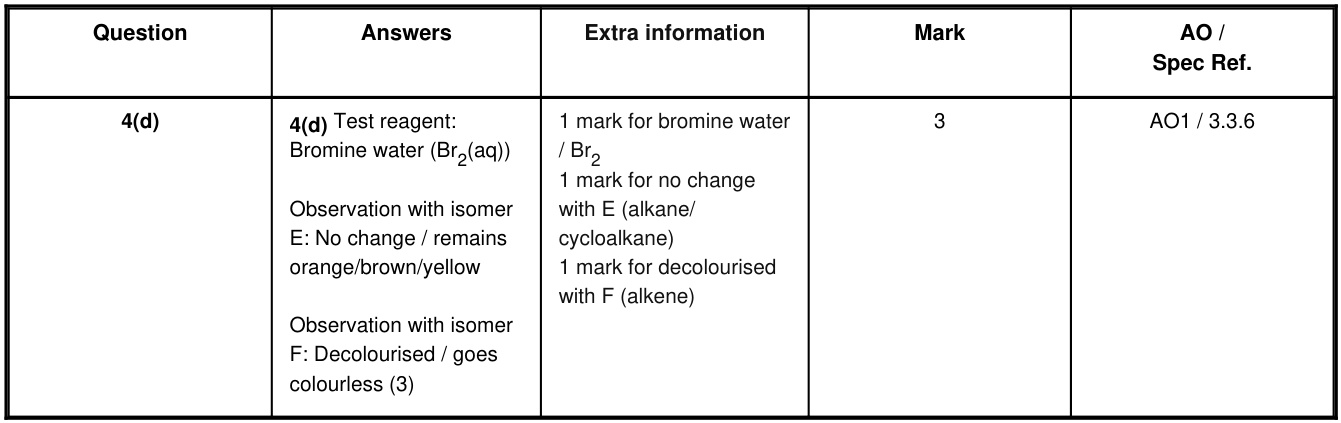 Question Answers Extra information Mark AO /
Spec Ref.
4(d) 4(d) Test reagent: 1 mark for bromine water 3 AO1 / 3.3.6
Bromine water (Br2(aq)) / Br2
1 mark for no change
Observation with isomer with E (alkane/
E: No change / remains cycloalkane)
orange/brown/yellow 1 mark for decolourised
with F (alkene)
Observation with isomer
F: Decolourised / goes
colourless (3)